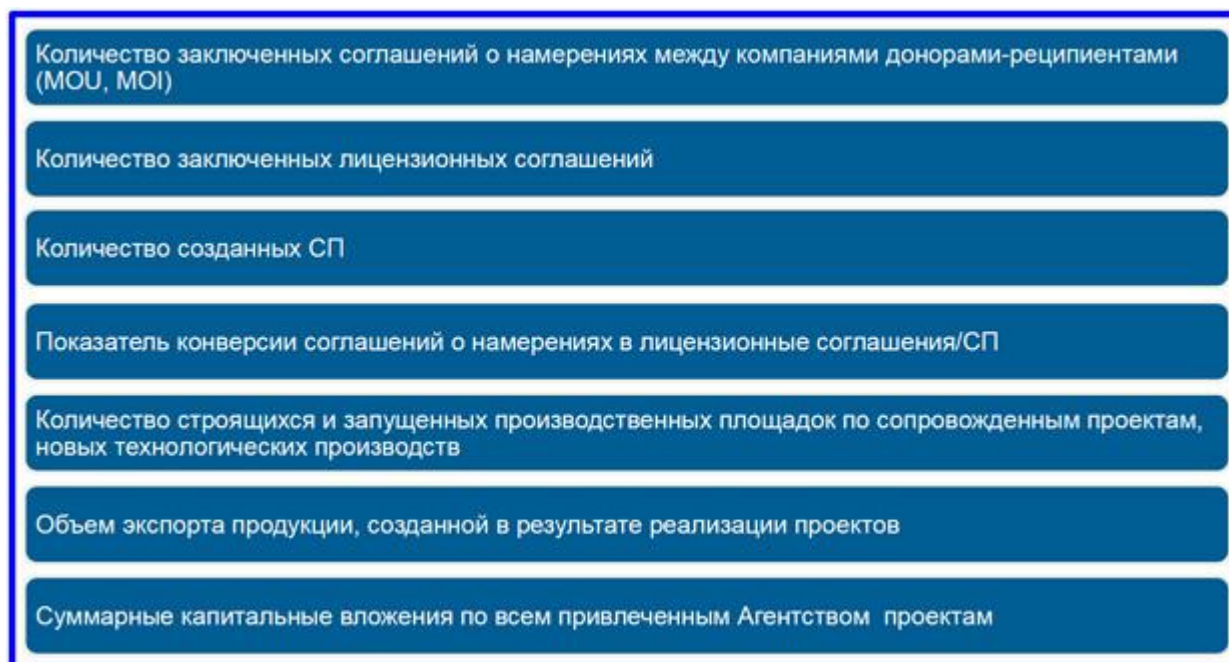 Количество заключенных соглашений о намерениях между компаниями донорами-реципиентами
(MOU, MOI)
Количество заключенных лицензионных соглашений
Количество созданных СП
Показатель конверсии соглашений о намерениях в лицензионные соглашения/СП
Количество строящихся и запущенных производственных площадок по сопровожденным проектам,
новых технологических производств
Объем экспорта продукции, созданной в результате реализации проектов
Суммарные капитальные вложения по всем привлеченным Агентством проектам